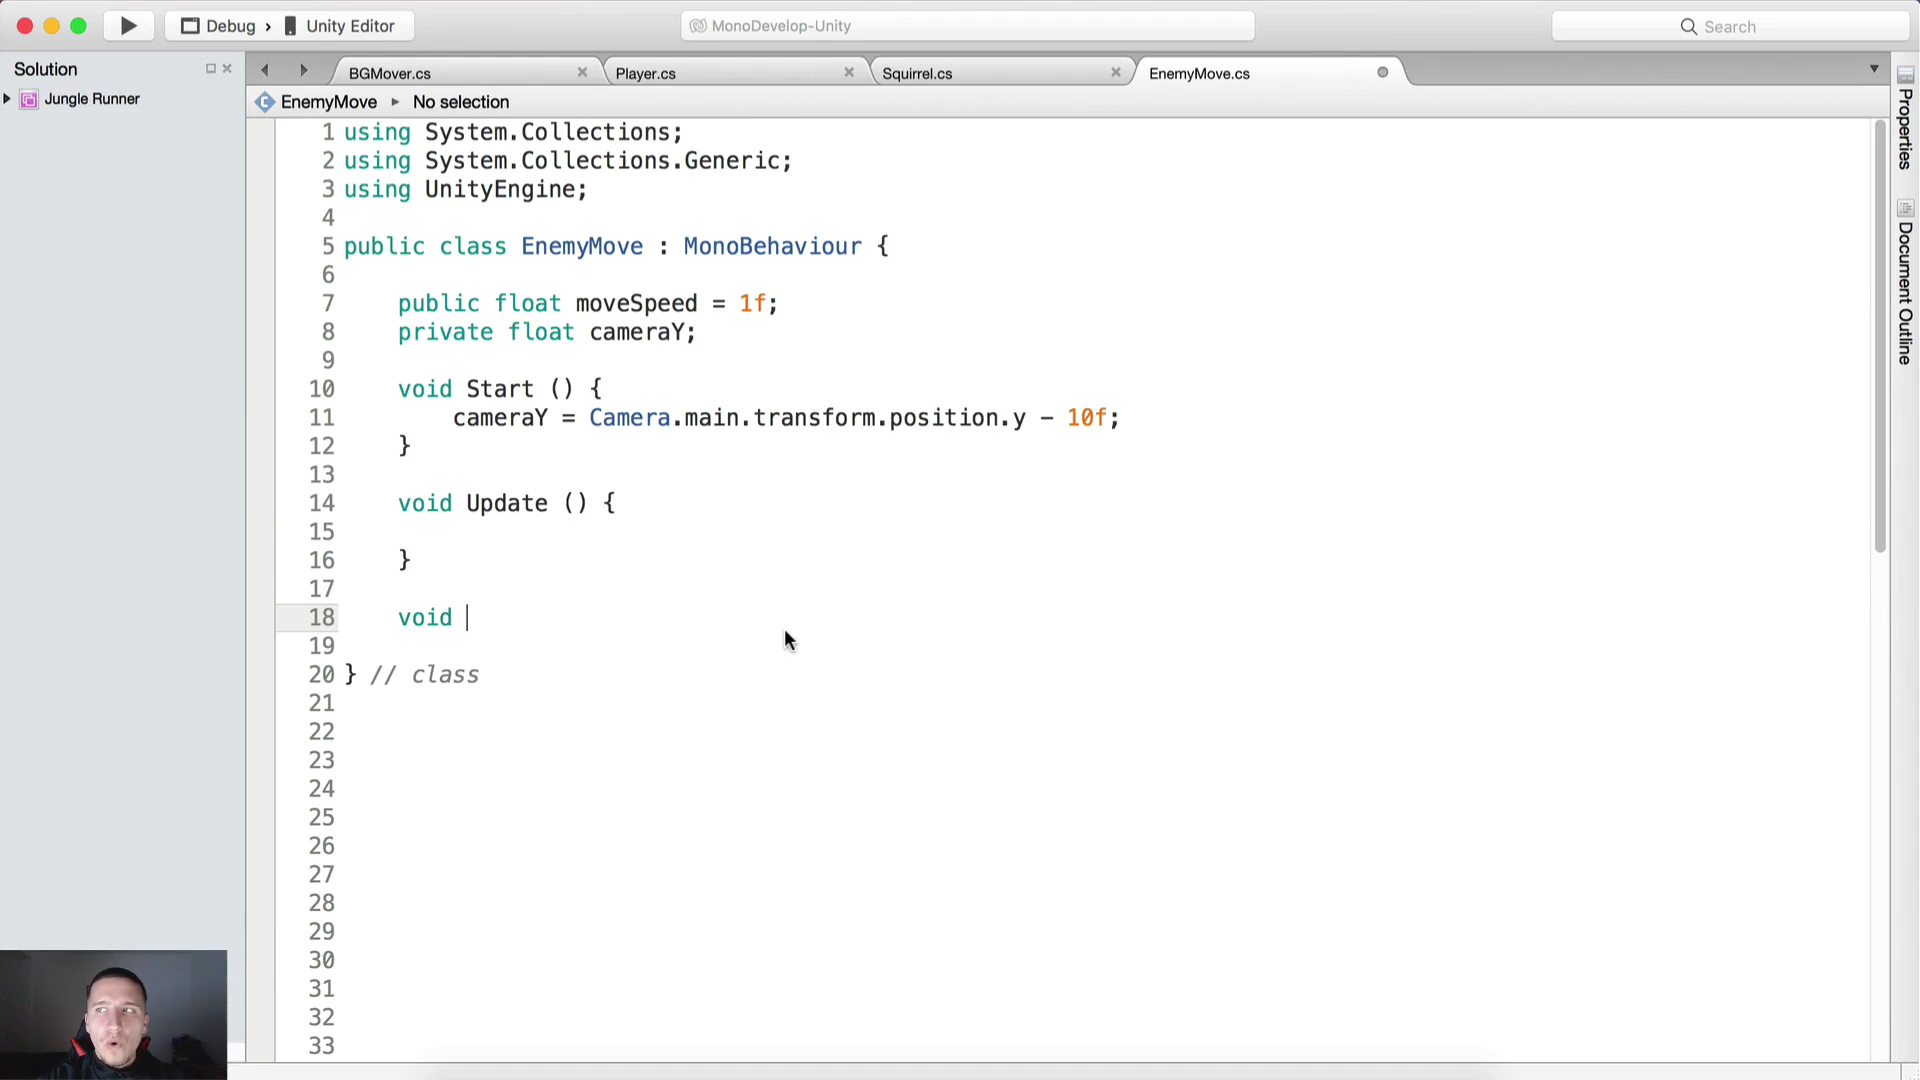 Debug › Unity Editor
MonoDevelop-Unity
Search
Solution
Jungle Runner
BGMover.cs
Player.cs
Squirrel.cs
EnemyMove.cs
EnemyMove ▸ No selection
1 using System.Collections;
2 using System.Collections.Generic;
3 using UnityEngine;
4
5 public class EnemyMove : MonoBehaviour {
6
7 public float moveSpeed = 1f;
8 private float cameraY;
9
10 void Start () {
11 cameraY = Camera.main.transform.position.y - 10f;
12 }
13
14 void Update () {
15
16 }
17
18 void
19
20 } // class
21
22
23
24
25
26
27
28
29
30
31
32
33
Properties
Document Outline